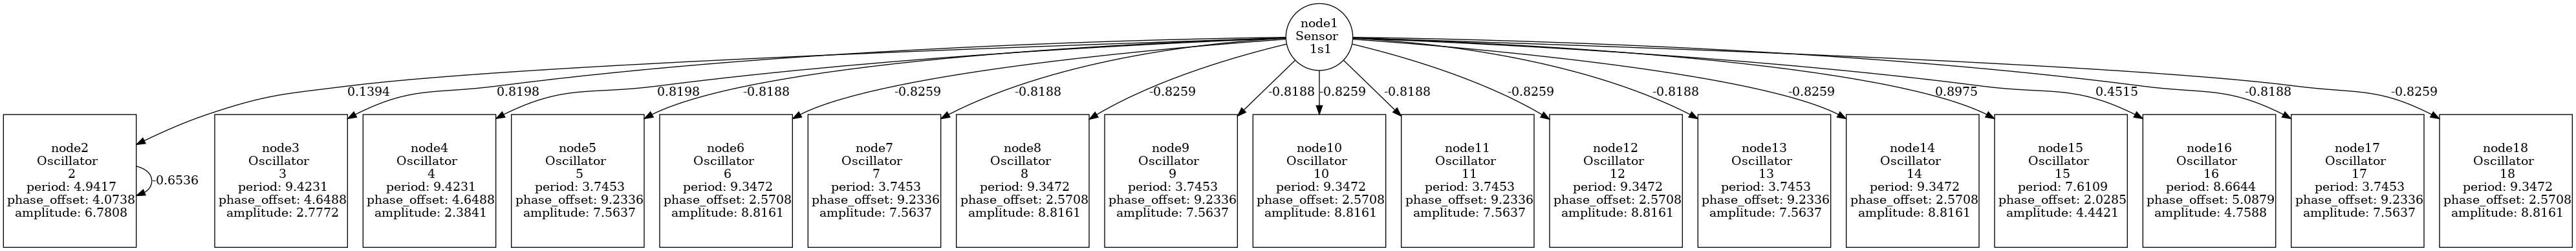 node1
Sensor
1s1
0.1394
0.8198
0.8198
-0.8188
-0.8259
-0.8188
-0.8259
-0.8188
-0.8259
-0.8188
-0.8259
-0.8188
-0.8259
0.8975
0.4515
-0.8188
-0.8259
node2
Oscillator
2
period: 4.9417
phase_offset: 4.0738
amplitude: 6.7808
-0.6536
node3
Oscillator
3
period: 9.4231
phase_offset: 4.6488
amplitude: 2.7772
node4
Oscillator
4
period: 9.4231
phase_offset: 4.6488
amplitude: 2.3841
node5
Oscillator
5
period: 3.7453
phase_offset: 9.2336
amplitude: 7.5637
node6
Oscillator
6
period: 9.3472
phase_offset: 2.5708
amplitude: 8.8161
node7
Oscillator
7
period: 3.7453
phase_offset: 9.2336
amplitude: 7.5637
node8
Oscillator
8
period: 9.3472
phase_offset: 2.5708
amplitude: 8.8161
node9
Oscillator
9
period: 3.7453
phase_offset: 9.2336
amplitude: 7.5637
node10
Oscillator
10
period: 9.3472
phase_offset: 2.5708
amplitude: 8.8161
node11
Oscillator
11
period: 3.7453
phase_offset: 9.2336
amplitude: 7.5637
node12
Oscillator
12
period: 9.3472
phase_offset: 2.5708
amplitude: 8.8161
node13
Oscillator
13
period: 3.7453
phase_offset: 9.2336
amplitude: 7.5637
node14
Oscillator
14
period: 9.3472
phase_offset: 2.5708
amplitude: 8.8161
node15
Oscillator
15
period: 7.6109
phase_offset: 2.0285
amplitude: 4.4421
node16
Oscillator
16
period: 8.6644
phase_offset: 5.0879
amplitude: 4.7588
node17
Oscillator
17
period: 3.7453
phase_offset: 9.2336
amplitude: 7.5637
node18
Oscillator
18
period: 9.3472
phase_offset: 2.5708
amplitude: 8.8161